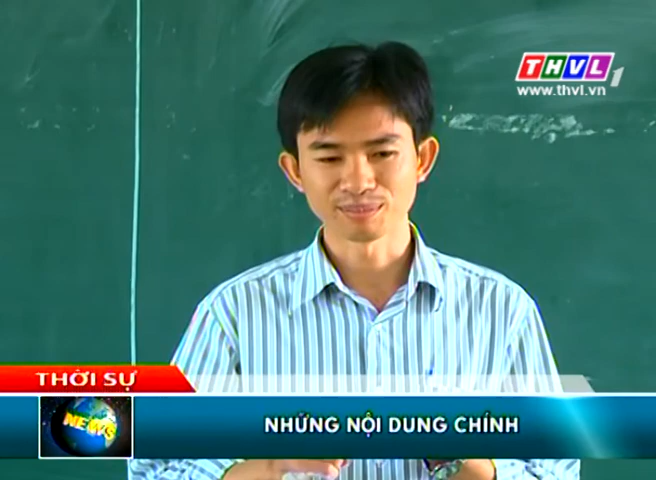 THVL1
www.thvl.vn
THỜI SỰ
NEWS
NHỮNG NỘI DUNG CHÍNH